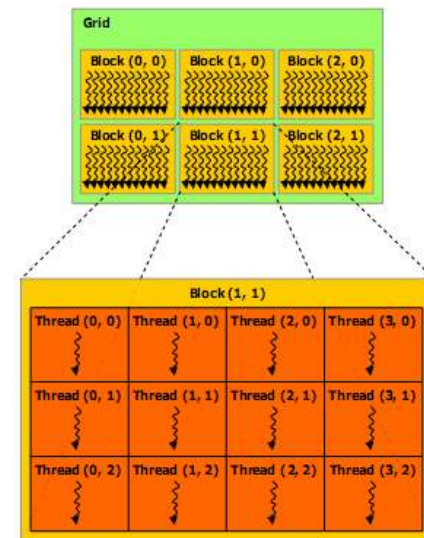 Grid
Block (0, 0) Block (1, 0) Block (2, 0)
Block (0, 1) Block (1, 1) Block (2, 1)
Block (1, 1)
Thread (0, 0) Thread (1, 0) Thread (2, 0) Thread (3, 0)
Thread (0, 1) Thread (1, 1) Thread (2, 1) Thread (3, 1)
Thread (0, 2) Thread (1, 2) Thread (2, 2) Thread (3, 2)